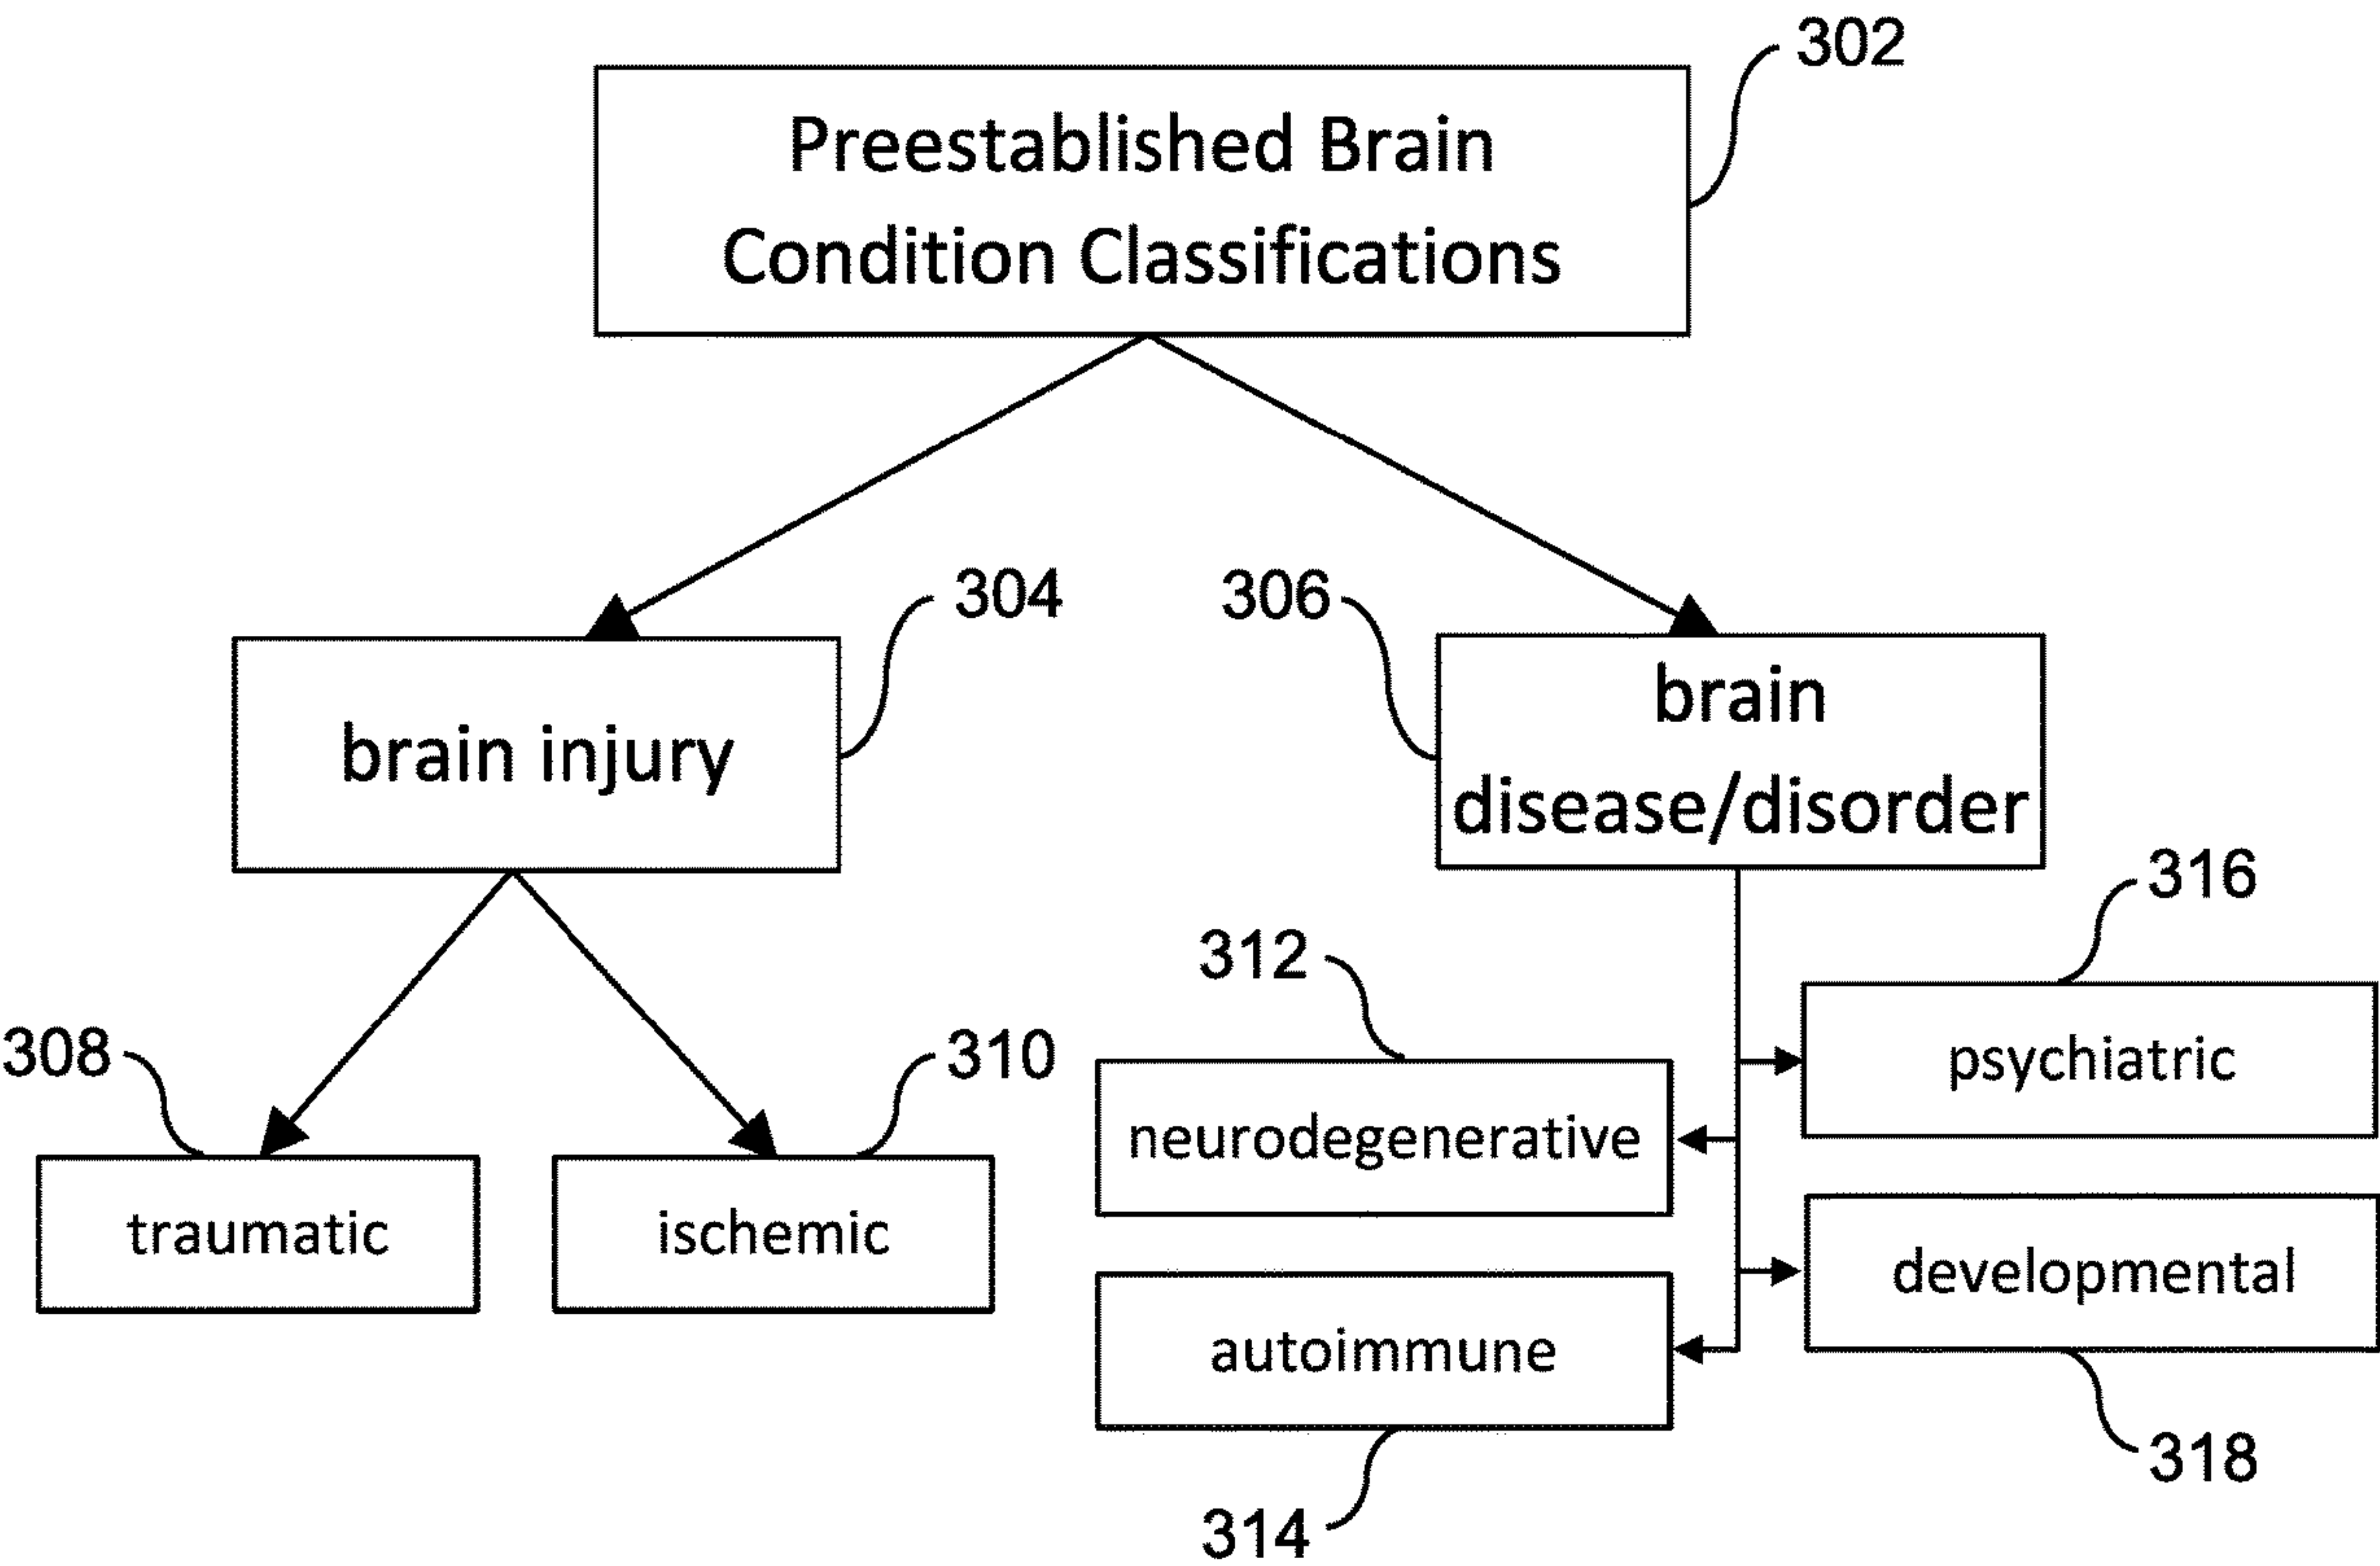 302
Preestablished Brain
Condition Classifications
304
306
brain injury
brain
disease/disorder
316
312
308
310
psychiatric
neurodegenerative
traumatic
ischemic
developmental
autoimmune
318
314